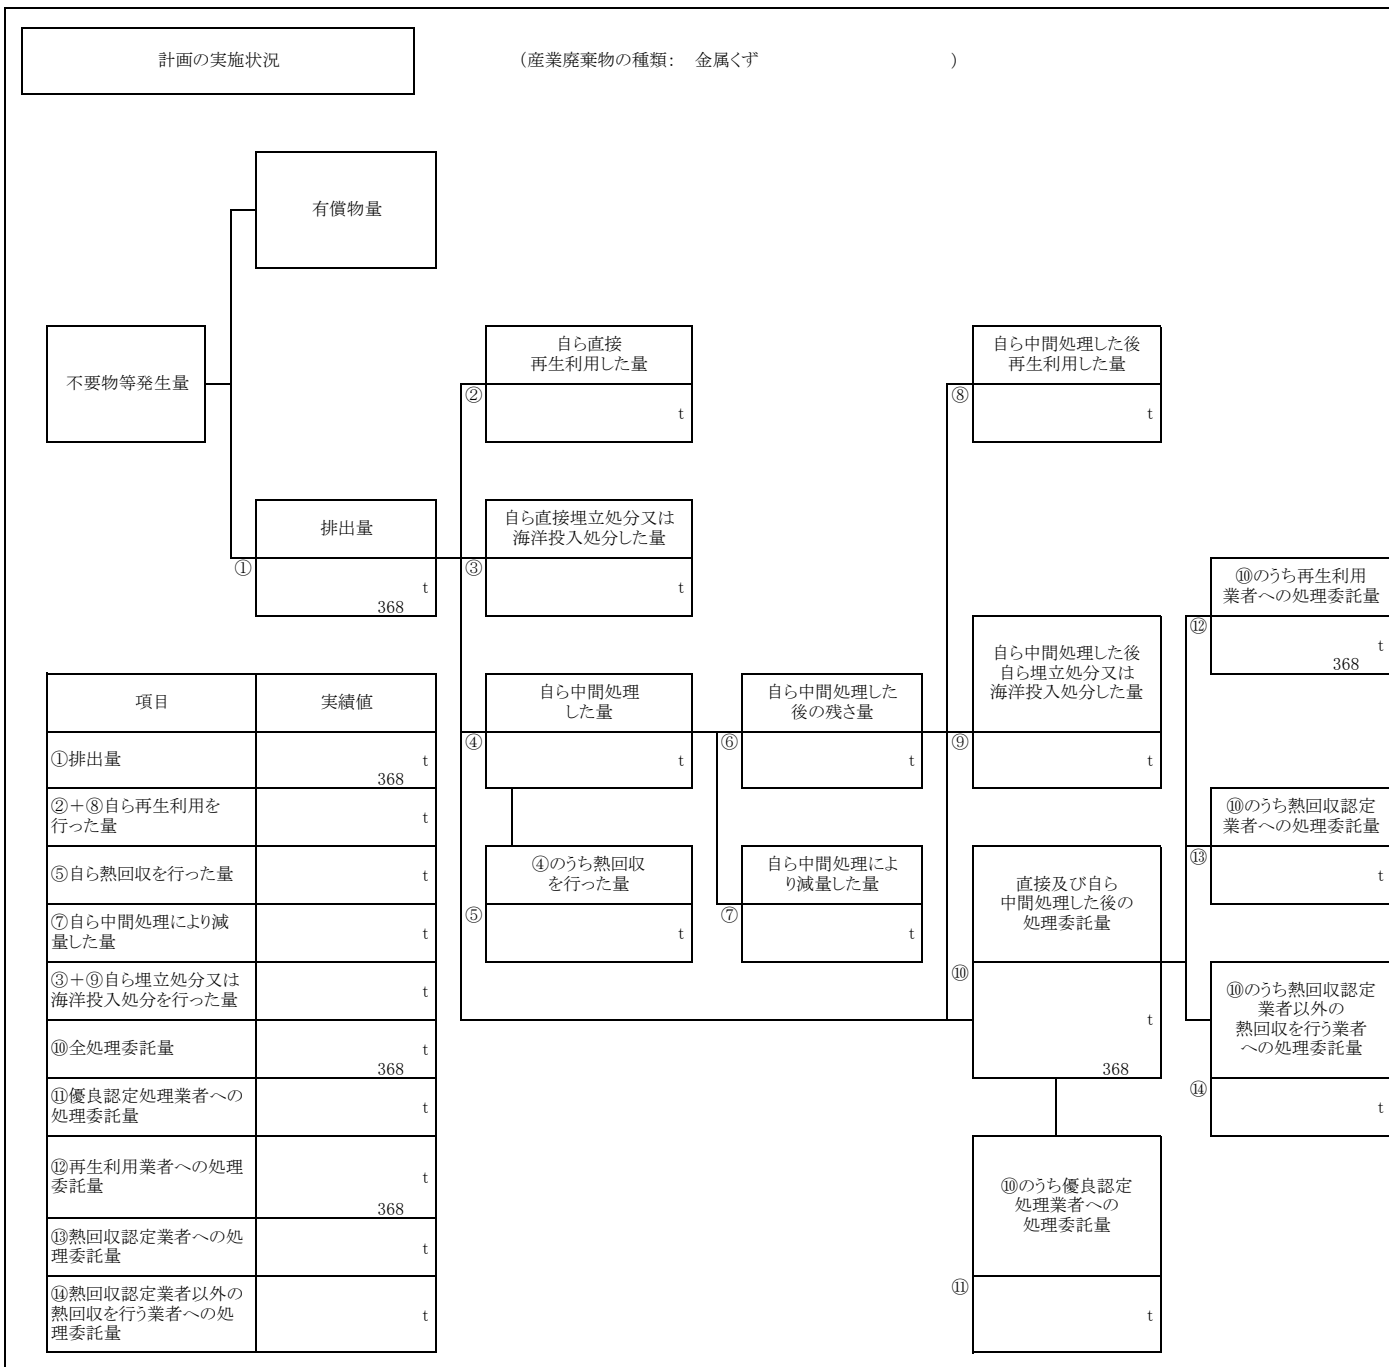 計画の実施状況
(産業廃棄物の種類： 金属くず )
有償物量
不要物等発生量
自ら直接
再生利用した量
②
t
自ら中間処理した後
再生利用した量
⑧
t
排出量
①
t
368
自ら直接埋立処分又は
海洋投入処分した量
③
t
⑩のうち再生利用
業者への処理委託量
⑫
t
368
自ら中間処理
した量
④
t
自ら中間処理した
後の残さ量
⑥
t
自ら中間処理した後
自ら埋立処分又は
海洋投入処分した量
⑨
t
⑩のうち熱回収認定
業者への処理委託量
⑬
t
④のうち熱回収
を行った量
⑤
t
自ら中間処理によ
り減量した量
⑦
t
直接及び自ら
中間処理した後の
処理委託量
⑩
t
368
⑩のうち熱回収認定
業者以外の
熱回収を行う業者
への処理委託量
⑭
t
⑩のうち優良認定
処理業者への
処理委託量
⑪
t
項目
実績値
①排出量
t
368
②＋⑧自ら再生利用を
行った量
t
⑤自ら熱回収を行った量
t
⑦自ら中間処理により減
量した量
t
③＋⑨自ら埋立処分又は
海洋投入処分を行った量
t
⑩全処理委託量
t
368
⑪優良認定処理業者への
処理委託量
t
⑫再生利用業者への処理
委託量
t
368
⑬熱回収認定業者への処
理委託量
t
⑭熱回収認定業者以外の
熱回収を行う業者への処
理委託量
t